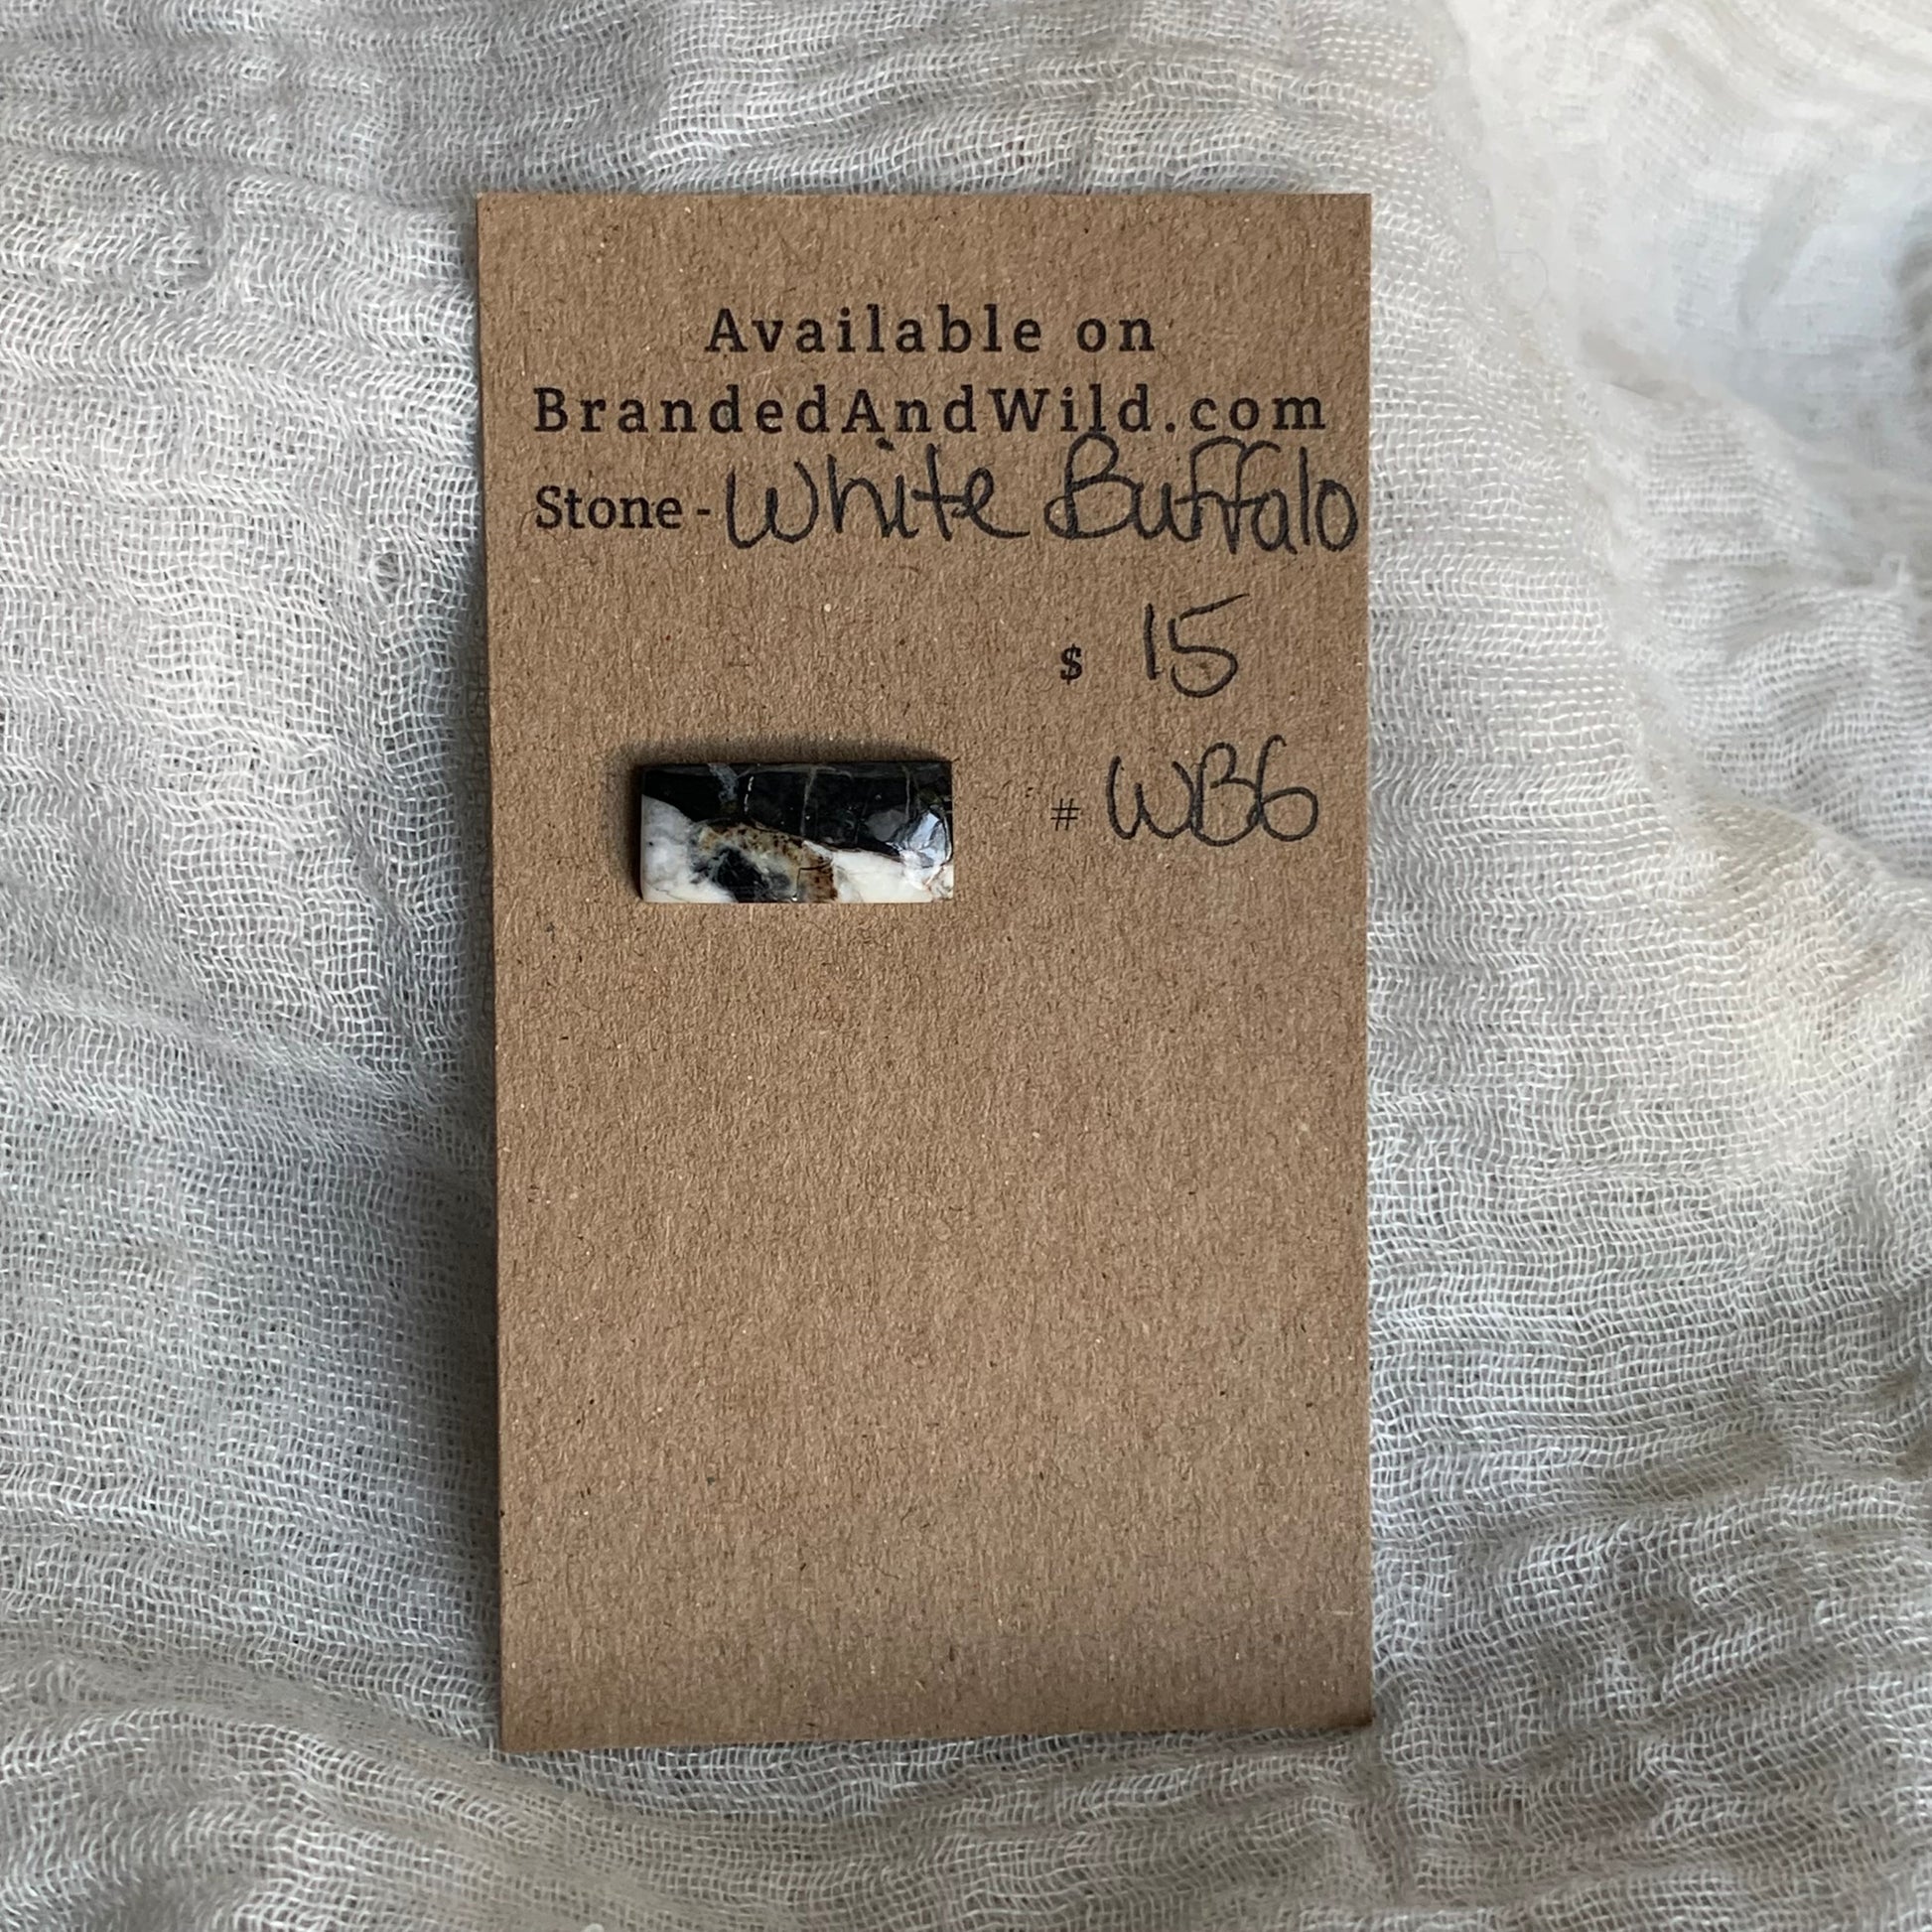 Available on
BrandedAndWild.com
Stone - White Buffalo
$ 15
# WB6